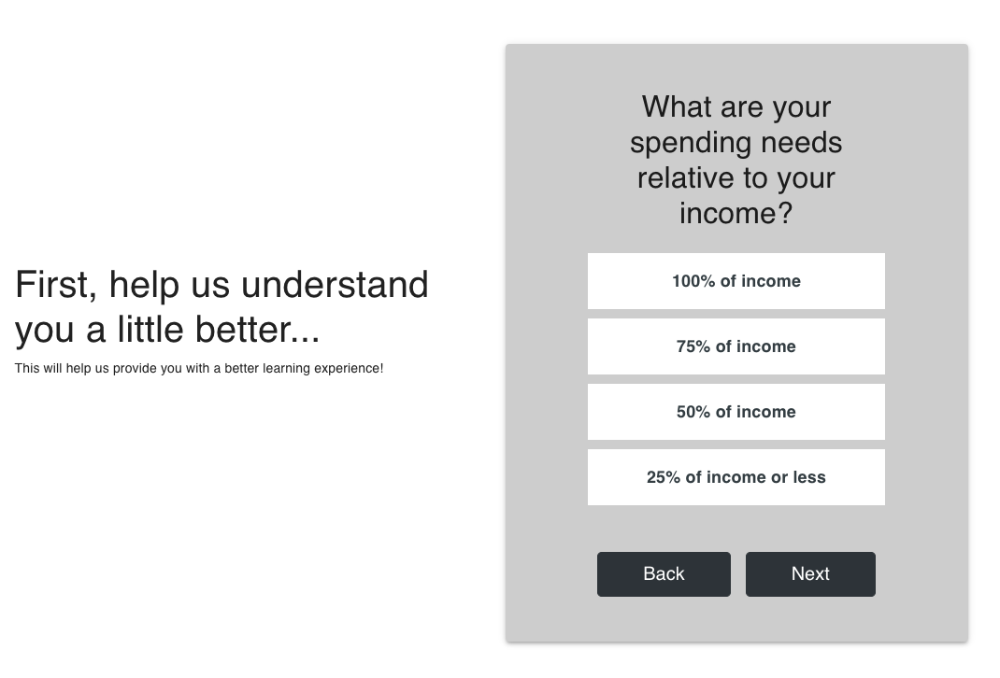 First, help us understand
you a little better...
This will help us provide you with a better learning experience!
What are your
spending needs
relative to your
income?
100% of income
75% of income
50% of income
25% of income or less
Back
Next